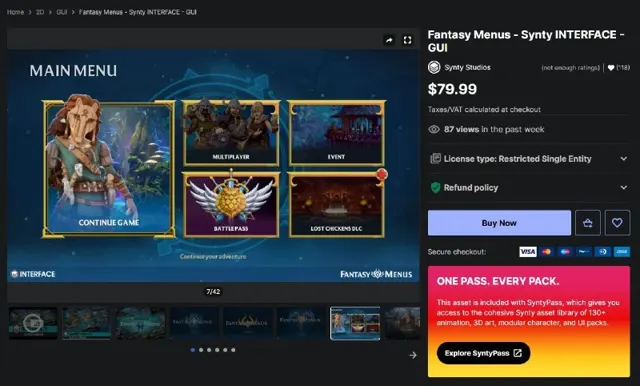 Home > 2D > GUI > Fantasy Menus - Synty INTERFACE - GUI
MAIN MENU
MULTIPLAYER
EVENT
CONTINUE GAME
BATTLEPASS
LOST CHICKENS DLC
Continue your adventure
INTERFACE
FANTASY MENUS
7/42
Fantasy Menus - Synty INTERFACE -
GUI
Synty Studios
(not enough ratings)
(118)
$79.99
Taxes/VAT calculated at checkout
87 views in the past week
License type: Restricted Single Entity
Refund policy
Buy Now
Secure checkout:
VISA
ONE PASS. EVERY PACK.
This asset is included with SyntyPass, which gives you
access to the cohesive Synty asset library of 130+
animation, 3D art, modular character, and UI packs.
Explore SyntyPass